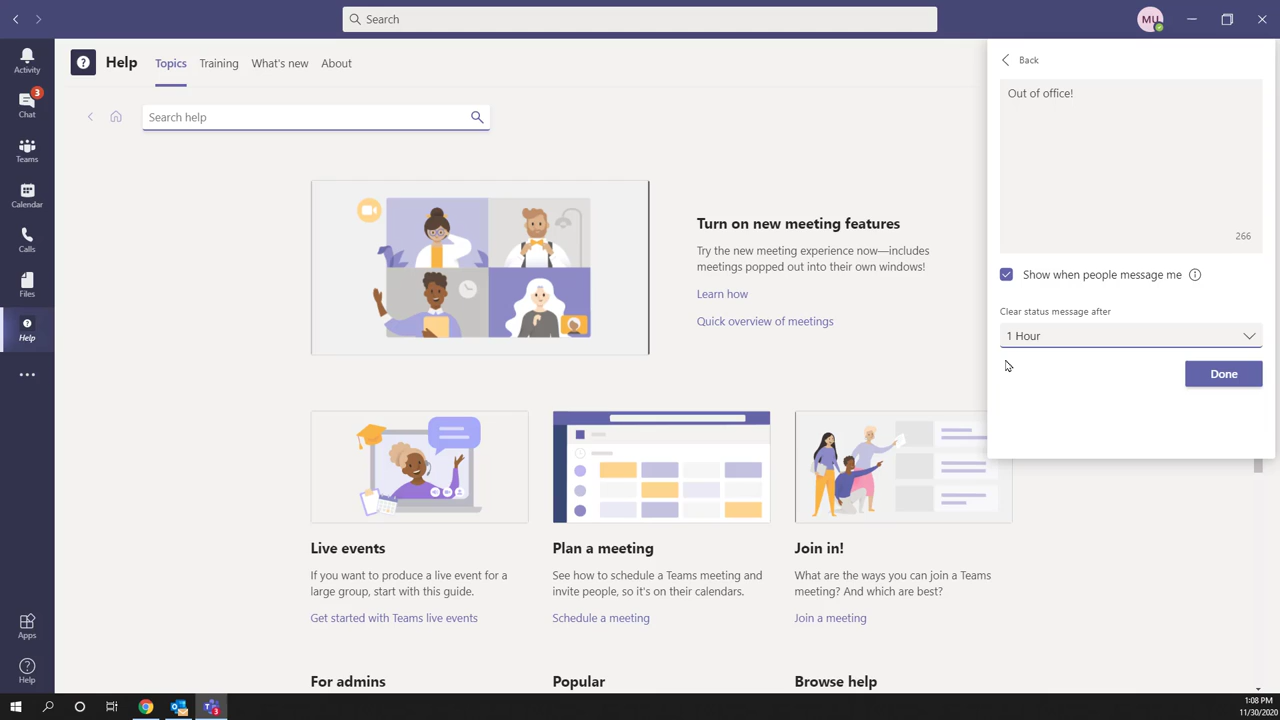 Search
MU
Activity
Chat
3
Teams
Calendar
Calls
Files
Help
Apps
Help
Help
Topics
Training
What's new
About
Search help
Turn on new meeting features
Try the new meeting experience now—includes
meetings popped out into their own windows!
Learn how
Quick overview of meetings
Live events
If you want to produce a live event for a
large group, start with this guide.
Get started with Teams live events
Plan a meeting
See how to schedule a Teams meeting and
invite people, so it's on their calendars.
Schedule a meeting
Join in!
What are the ways you can join a Teams
meeting? And which are best?
Join a meeting
For admins
Popular
Browse help
Back
Out of office!
266
Show when people message me
Clear status message after
1 Hour
Done
3
1:08 PM
11/30/2020